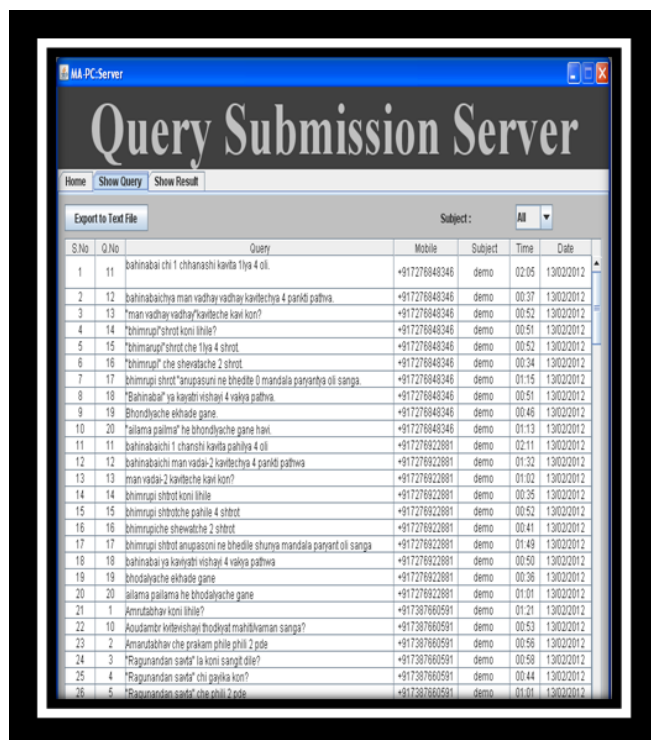 MA-PC:Server
Query Submission Server
Home Show Query Show Result
Export to Text File Subject : All
S.No Q.No Query Mobile Subject Time Date
1 11 bahinabai chi 1 chhanashi kavita 1lya 4 oli. +917276848346 demo 02:05 13/02/2012
2 12 bahinabaichya man vadhay vadhay kavitechya 4 pankti pathva. +917276848346 demo 00:37 13/02/2012
3 13 "man vadhay vadhay"kaviteche kavi kon? +917276848346 demo 00:52 13/02/2012
4 14 "bhimrupi"shrot koni lihile? +917276848346 demo 00:51 13/02/2012
5 15 "bhimarupi"shrot che 1lya 4 shrot. +917276848346 demo 00:52 13/02/2012
6 16 "bhimrupi" che shevatache 2 shrot. +917276848346 demo 00:34 13/02/2012
7 17 bhimrupi shrot "anupasuni ne bhedite 0 mandala paryantya oli sanga. +917276848346 demo 01:15 13/02/2012
8 18 "Bahinabai" ya kayatri vishayi 4 vakya pathva. +917276848346 demo 00:51 13/02/2012
9 19 Bhondlyache ekhade gane. +917276848346 demo 00:46 13/02/2012
10 20 "ailama pailma" he bhondlyache gane havi. +917276848346 demo 01:13 13/02/2012
11 11 bahinabaichi 1 chanshi kavita pahilya 4 oli +917276922881 demo 02:11 13/02/2012
12 12 bahinabaichi man vadai-2 kavitechya 4 pankti pathwa +917276922881 demo 01:32 13/02/2012
13 13 man vadai-2 kaviteche kavi kon? +917276922881 demo 01:02 13/02/2012
14 14 bhimrupi shtrot koni lihile +917276922881 demo 00:35 13/02/2012
15 15 bhimrupi shtrotche pahile 4 shtrot +917276922881 demo 00:52 13/02/2012
16 16 bhimrupiche shewatche 2 shtrot +917276922881 demo 00:41 13/02/2012
17 17 bhimrupi shtrot anupasoni ne bhedile shunya mandala paryant oli sanga +917276922881 demo 01:49 13/02/2012
18 18 bahinabai ya kaviyatri vishayi 4 vakya pathwa +917276922881 demo 00:50 13/02/2012
19 19 bhodalyache ekhade gane +917276922881 demo 00:36 13/02/2012
20 20 ailama pailama he bhodalyache gane +917276922881 demo 01:01 13/02/2012
21 1 Amrutabhav koni lihile? +917387660591 demo 01:21 13/02/2012
22 10 Aoudambr kvitevishayi thodkyat mahiti/vaman sanga? +917387660591 demo 00:53 13/02/2012
23 2 Amarutabhav che prakarn phile phili 2 pde +917387660591 demo 00:56 13/02/2012
24 3 "Ragunandan savta" la koni sangit dile? +917387660591 demo 00:58 13/02/2012
25 4 "Ragunandan savta" chi gayika kon? +917387660591 demo 00:44 13/02/2012
26 5 "Ragunandan savta" che phili 2 pde +917387660591 demo 01:01 13/02/2012